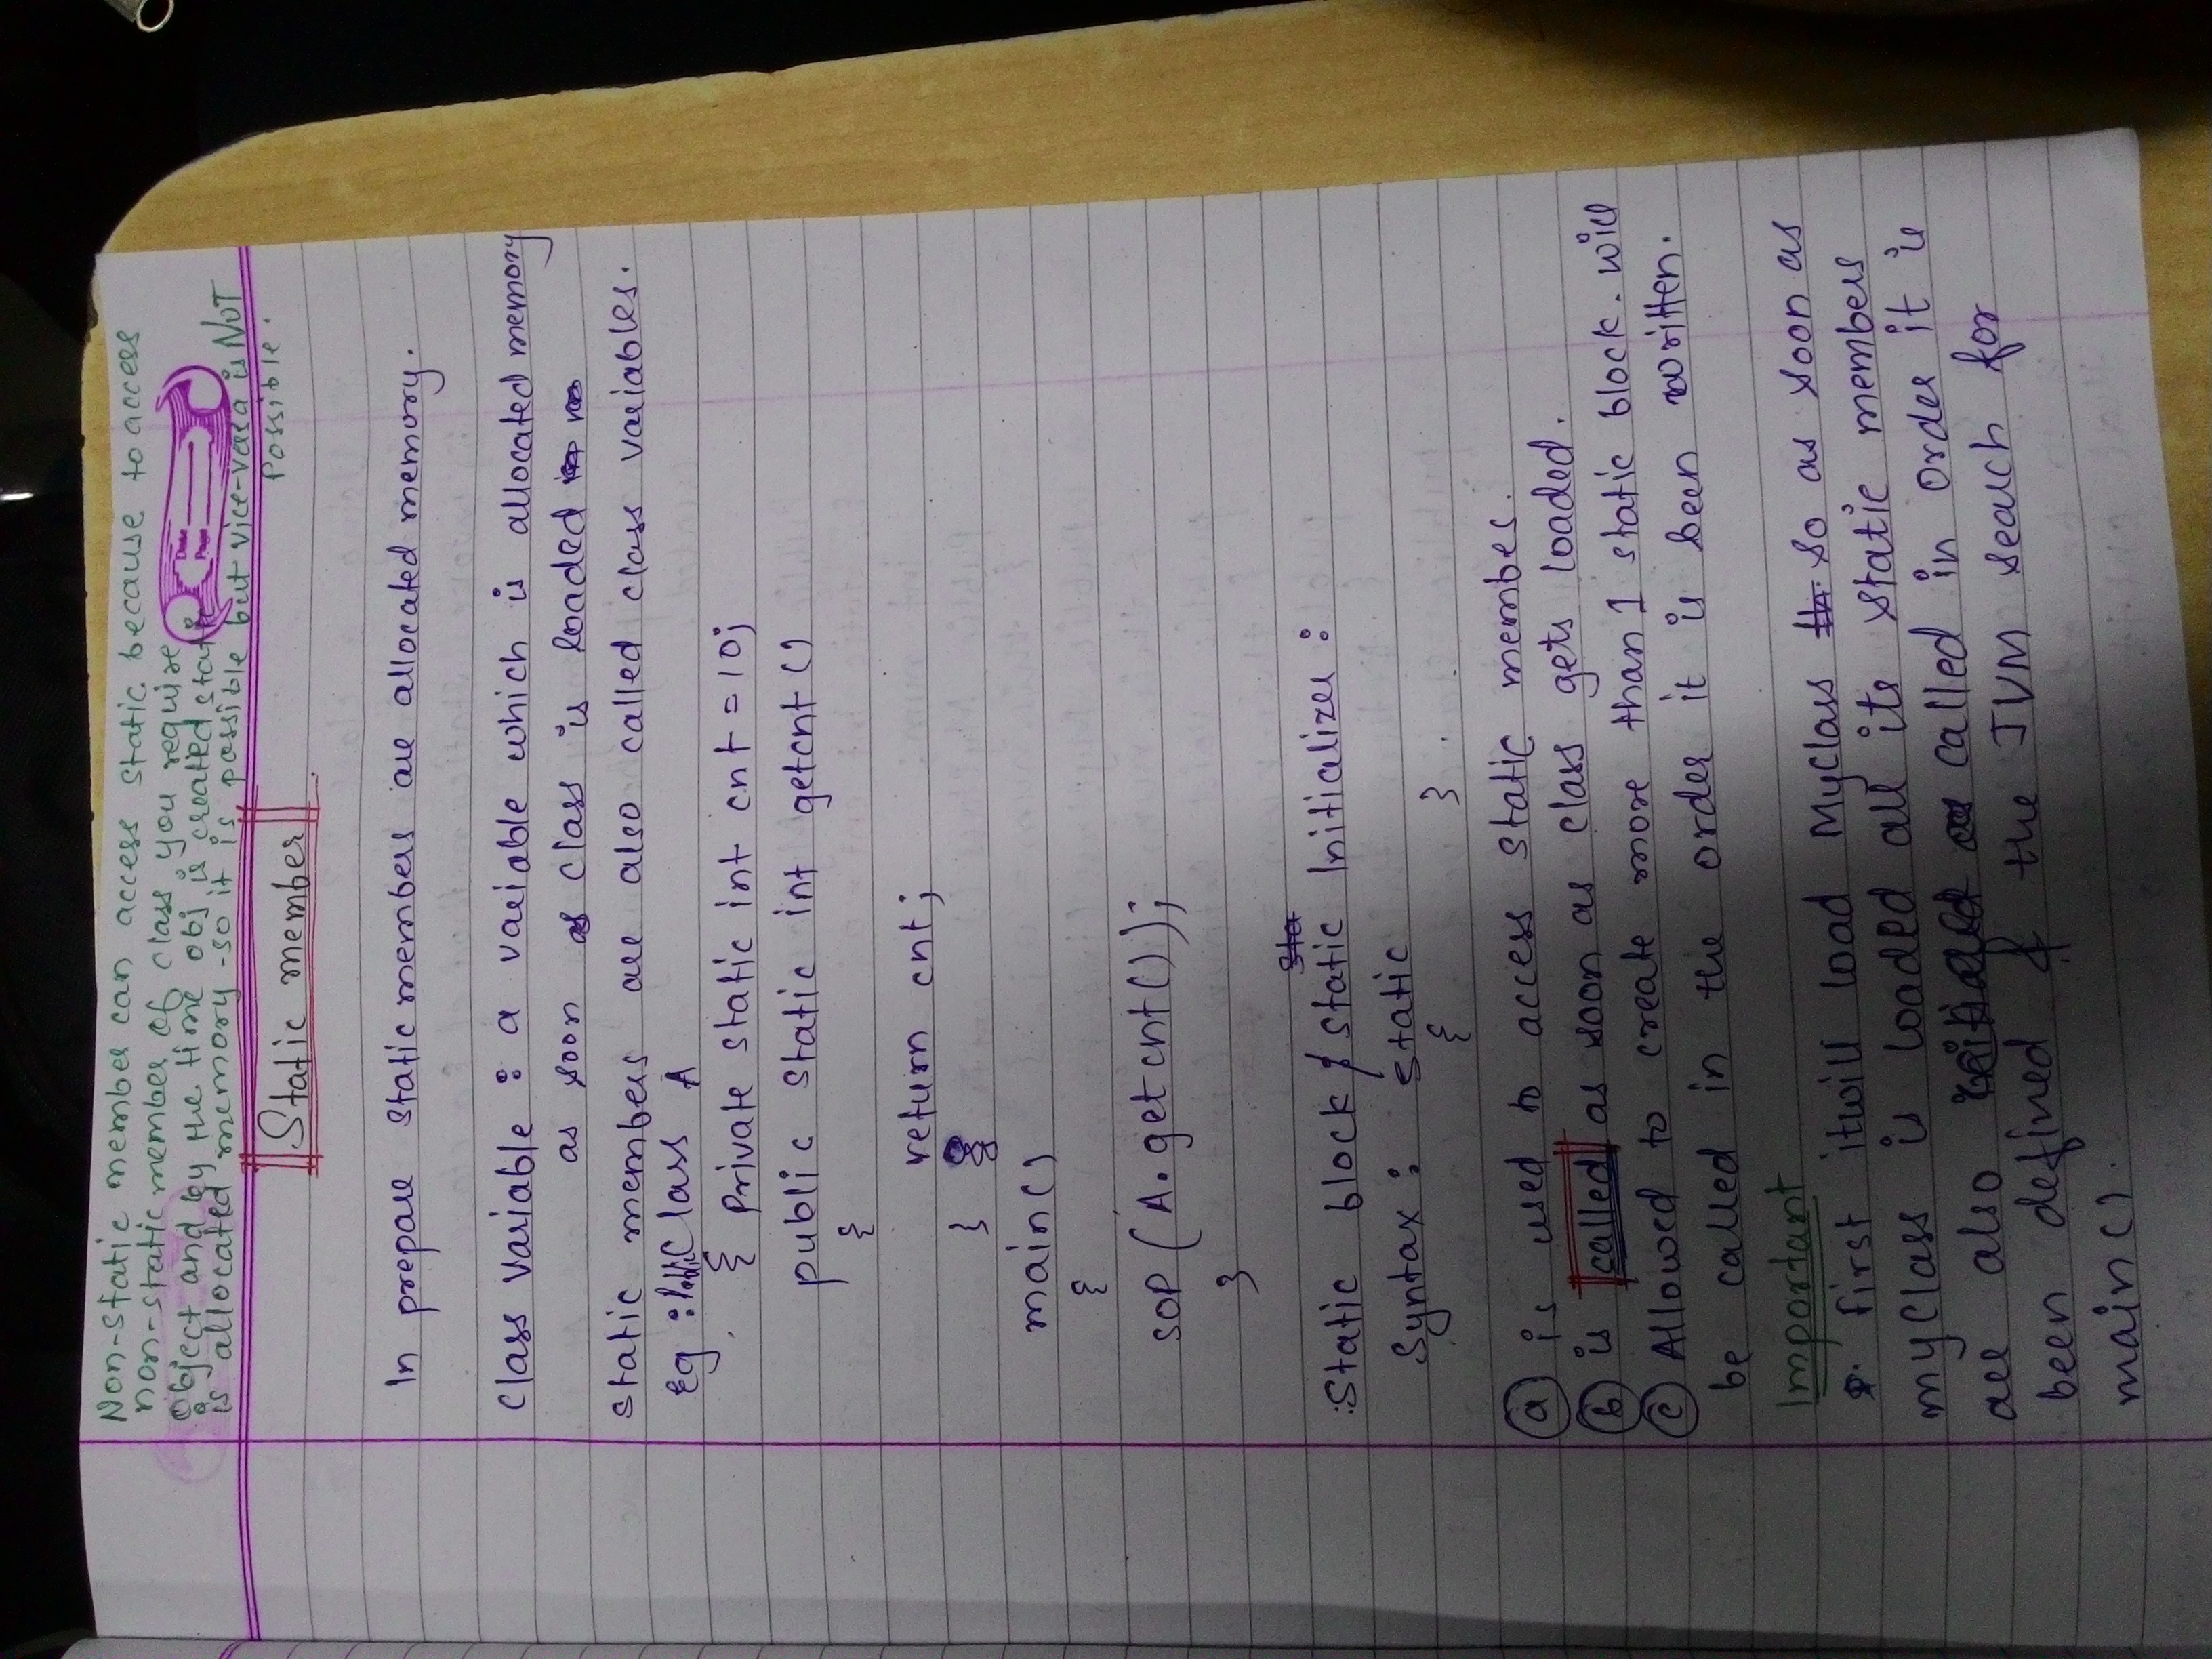 Non-static member can access static because to access
non-static member of class you require
object and by the time obj is created static
is allocated memory - so it is possible but vice-versa is NOT
possible.
Date
Page
Static member
In prepare static members are allocated memory.
Class Variable : a variable which is allocated memory
as soon as class is loaded
static members are also called class variables.
Eg : Public Class A
{ Private static int cnt = 10;
public static int getcnt ()
{
return cnt;
}
main()
{
SOP (A.getcnt());
}
Sta
:Static block & static Initializer :
Syntax : static
{ } .
(a) is used to access static member.
(b) is called as soon as class gets loaded.
(c) Allowed to create more than 1 static block. will
be called in the order it is been written.
Important
first it will load MyClass so as soon as
myClass is loaded all its static members
are also called in order it is
been defined & the JVM search for
main().